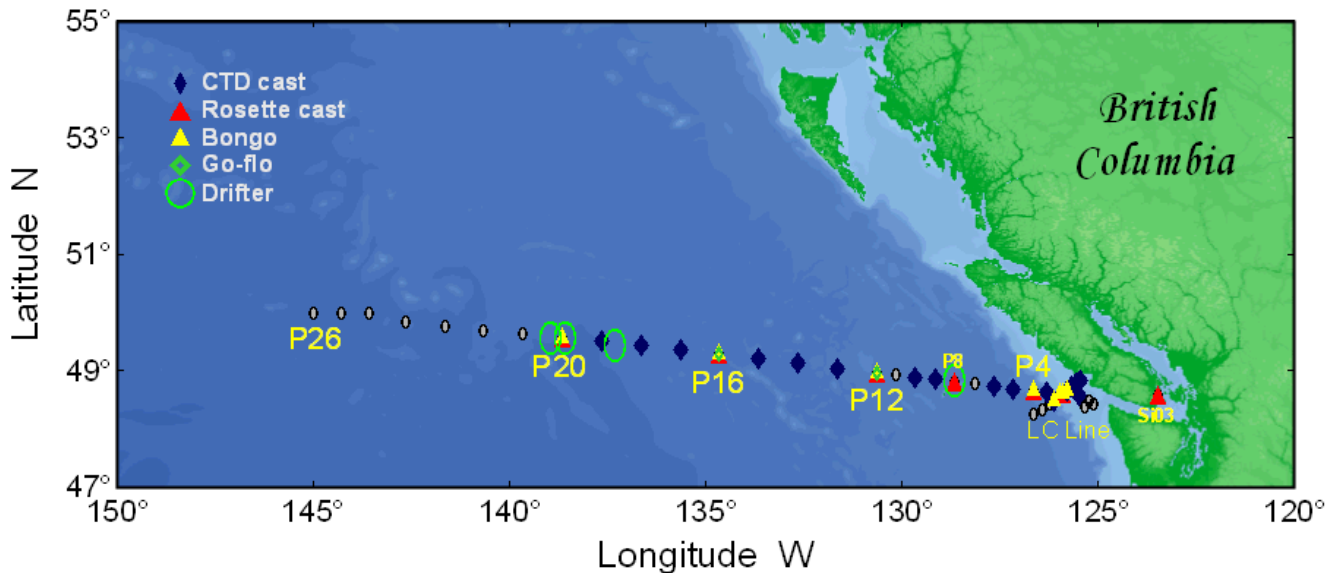 55°
53°
51°
49°
47°
Latitude N
CTD cast
Rosette cast
Bongo
Go-flo
Drifter
British
Columbia
P26
P20
P16
P12
P8
P4
Si03
LC Line
150°
145°
140°
135°
130°
125°
120°
Longitude W